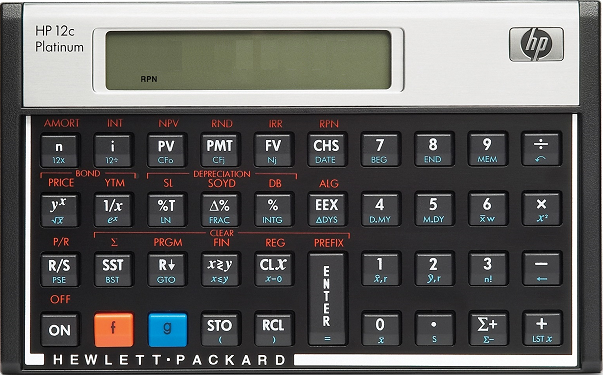 HP 12c
Platinum
hp
RPN
AMORT INT NPV RND IRR RPN
n i PV PMT FV CHS 7 8 9 ÷
12x 12÷ CFo CFj Nj DATE BEG END MEM
BOND DEPRECIATION
PRICE YTM SL SOYD DB ALG
yˣ 1/x %T Δ% % EEX 4 5 6 ×
√x eˣ LN FRAC INTG ΔDYS D.MY M.DY x̄w x²
CLEAR
P/R Σ PRGM FIN REG PREFIX
R/S SST R↓ x≷y CLX ENTER 1 2 3 −
PSE BST GTO x≤y x=0 = x̂,r ŷ,r n! ←
OFF
ON f g STO RCL 0 · Σ+ +
( ) x̄ S Σ− LST x
HEWLETT·PACKARD